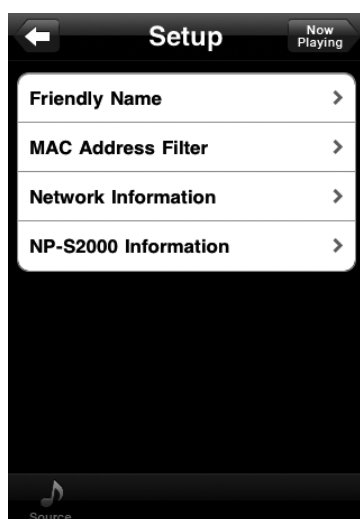 Setup
Now
Playing
Friendly Name
MAC Address Filter
Network Information
NP-S2000 Information
Source